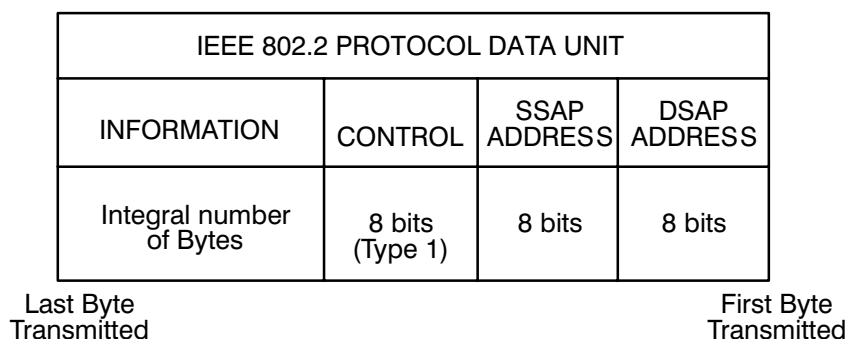 IEEE 802.2 PROTOCOL DATA UNIT
INFORMATION
CONTROL
SSAP
ADDRESS
DSAP
ADDRESS
Integral number
of Bytes
8 bits
(Type 1)
8 bits
8 bits
Last Byte
Transmitted
First Byte
Transmitted